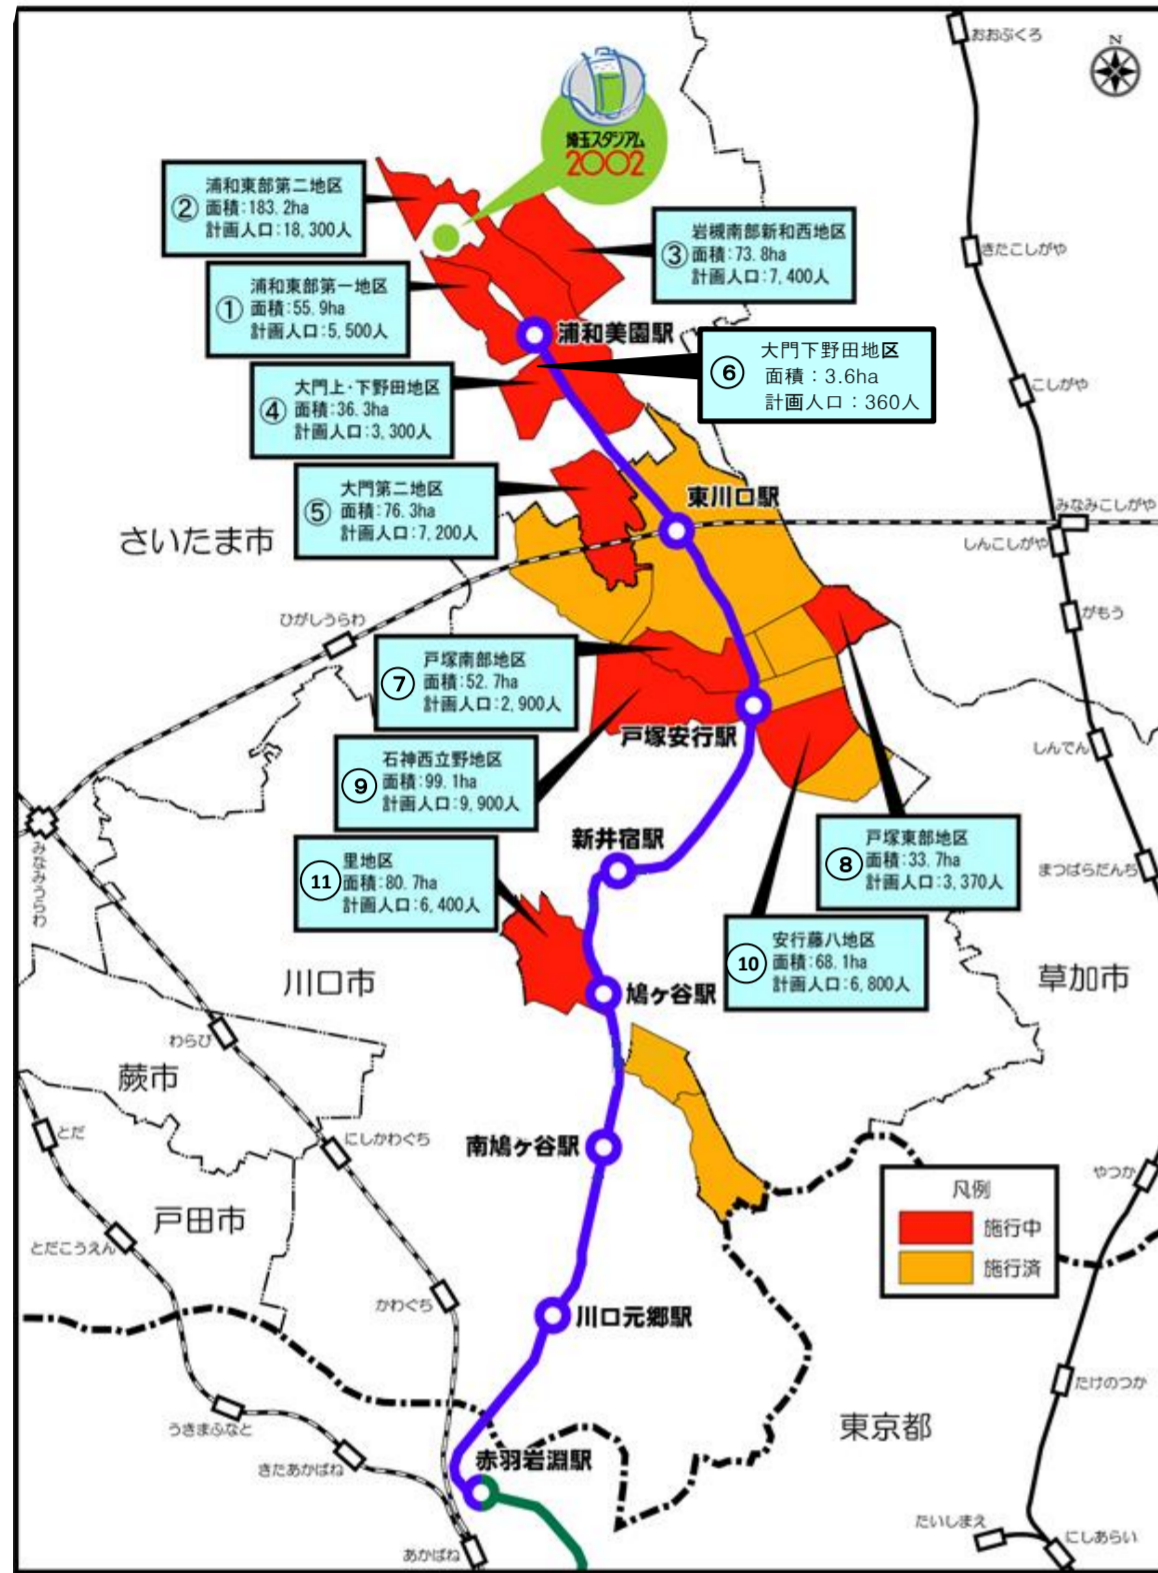 おおぶくろ
N
埼玉スタジアム
2002
②
浦和東部第二地区
面積:183.2ha
計画人口:18,300人
③
岩槻南部新和西地区
面積:73.8ha
計画人口:7,400人
きたこしがや
①
浦和東部第一地区
面積:55.9ha
計画人口:5,500人
浦和美園駅
⑥
大門下野田地区
面積：3.6ha
計画人口：360人
④
大門上・下野田地区
面積:36.3ha
計画人口:3,300人
こしがや
⑤
大門第二地区
面積:76.3ha
計画人口:7,200人
東川口駅
みなみこしがや
しんこしがや
さいたま市
ひがしうらわ
がもう
⑦
戸塚南部地区
面積:52.7ha
計画人口:2,900人
戸塚安行駅
しんでん
⑨
石神西立野地区
面積:99.1ha
計画人口:9,900人
みなみうらわ
新井宿駅
⑧
戸塚東部地区
面積:33.7ha
計画人口:3,370人
まつばらだんち
⑪
里地区
面積:80.7ha
計画人口:6,400人
⑩
安行藤八地区
面積:68.1ha
計画人口:6,800人
川口市
鳩ヶ谷駅
草加市
わらび
蕨市
とだ
にしかわぐち
南鳩ヶ谷駅
やつか
凡例
施行中
施行済
戸田市
とだこうえん
かわぐち
川口元郷駅
たけのつか
うきまふなと
東京都
きたあかばね
赤羽岩淵駅
あかばね
たいしまえ
にしあらい